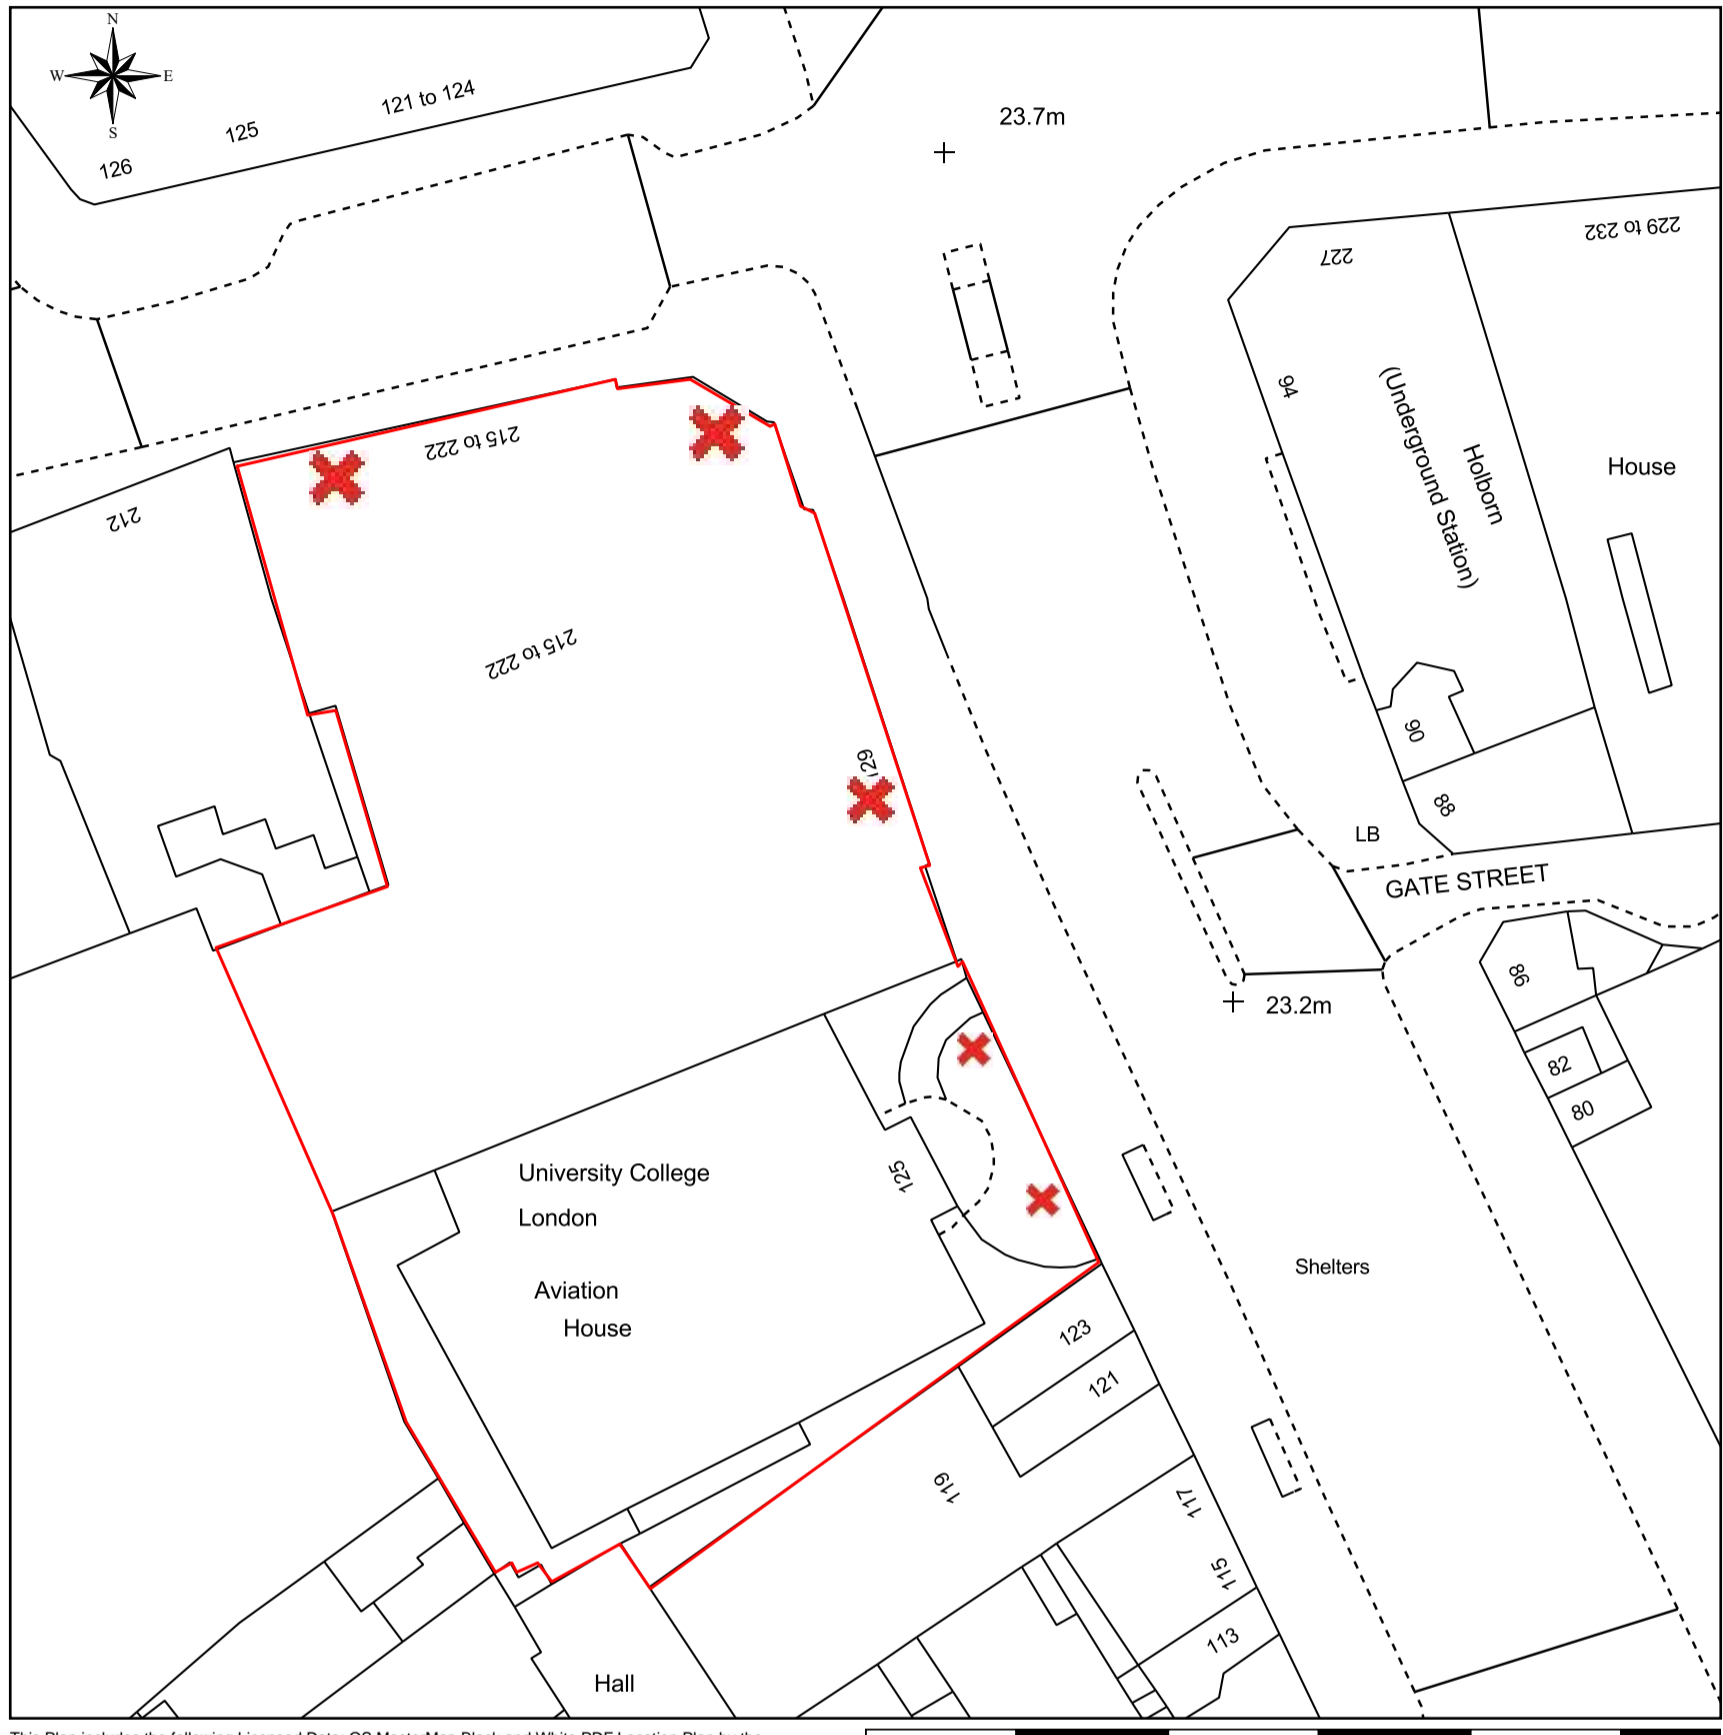 N
W E
S
121 to 124
125
126
23.7m
229 to 232
227
94
(Underground Station)
Holborn
House
215 to 222
212
215 to 222
129
90
88
LB
GATE STREET
86
23.2m
82
80
University College
London
125
Aviation
House
Shelters
123
121
119
117
115
113
Hall